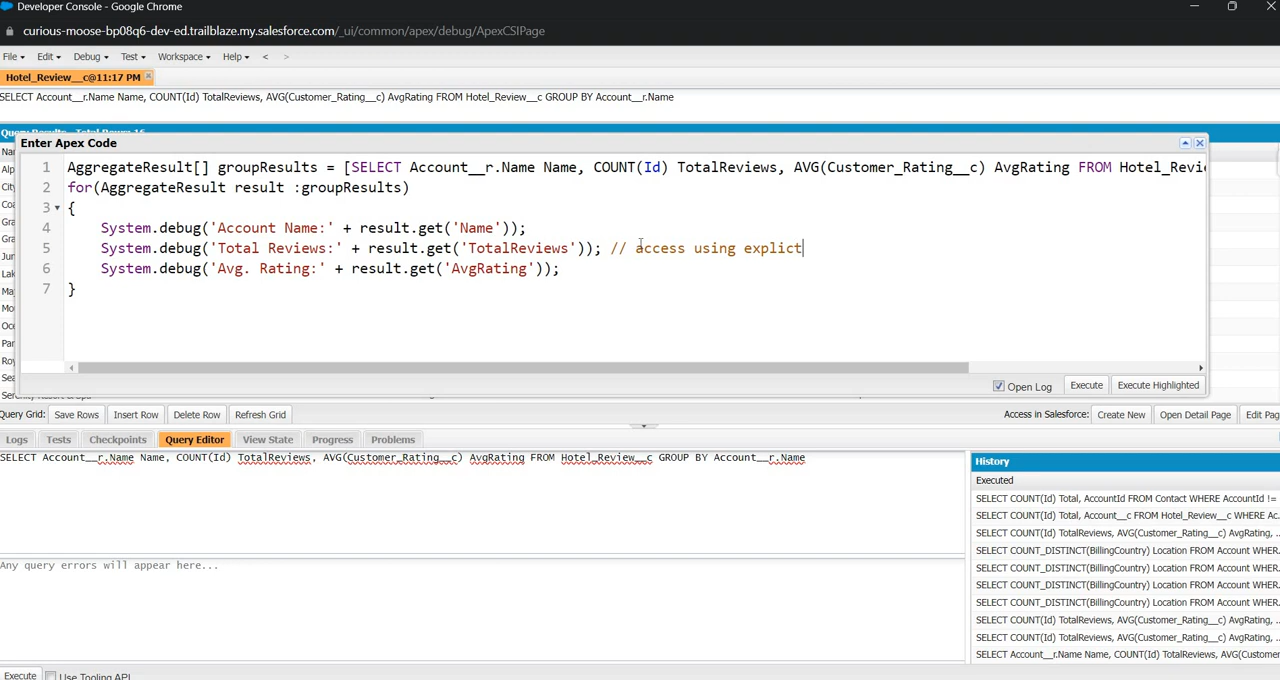 Developer Console - Google Chrome
curious-moose-bp08q6-dev-ed.trailblaze.my.salesforce.com/_ui/common/apex/debug/ApexCSIPage
File Edit Debug Test Workspace Help < >
Hotel_Review__c@11:17 PM
SELECT Account__r.Name Name, COUNT(Id) TotalReviews, AVG(Customer_Rating__c) AvgRating FROM Hotel_Review__c GROUP BY Account__r.Name
Query Results - Total Rows: 16
Enter Apex Code
1 AggregateResult[] groupResults = [SELECT Account__r.Name Name, COUNT(Id) TotalReviews, AVG(Customer_Rating__c) AvgRating FROM Hotel_Revi
2 for(AggregateResult result :groupResults)
3 {
4 System.debug('Account Name:' + result.get('Name'));
5 System.debug('Total Reviews:' + result.get('TotalReviews')); // access using explict
6 System.debug('Avg. Rating:' + result.get('AvgRating'));
7 }
Open Log Execute Execute Highlighted
Query Grid: Save Rows Insert Row Delete Row Refresh Grid Access in Salesforce: Create New Open Detail Page Edit Pag
Logs Tests Checkpoints Query Editor View State Progress Problems
SELECT Account__r.Name Name, COUNT(Id) TotalReviews, AVG(Customer_Rating__c) AvgRating FROM Hotel_Review__c GROUP BY Account__r.Name
Any query errors will appear here...
History
Executed
SELECT COUNT(Id) Total, AccountId FROM Contact WHERE AccountId != 
SELECT COUNT(Id) Total, Account__c FROM Hotel_Review__c WHERE Ac.
SELECT COUNT(Id) TotalReviews, AVG(Customer_Rating__c) AvgRating, ..
SELECT COUNT_DISTINCT(BillingCountry) Location FROM Account WHER.
SELECT COUNT_DISTINCT(BillingCountry) Location FROM Account WHER.
SELECT COUNT_DISTINCT(BillingCountry) Location FROM Account WHER.
SELECT COUNT_DISTINCT(BillingCountry) Location FROM Account WHER.
SELECT COUNT(Id) TotalReviews, AVG(Customer_Rating__c) AvgRating, ..
SELECT COUNT(Id) TotalReviews, AVG(Customer_Rating__c) AvgRating, ..
SELECT Account__r.Name Name, COUNT(Id) TotalReviews, AVG(Customer
Execute Use Tooling API